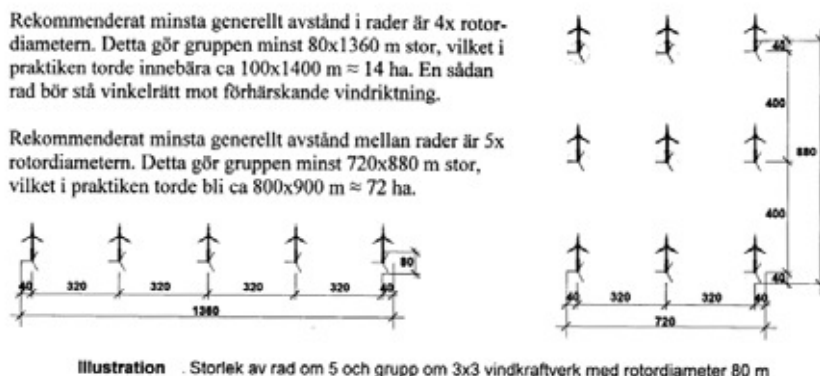 Rekommenderat minsta generellt avstånd i rader är 4x rotor-
diametern. Detta gör gruppen minst 80x1360 m stor, vilket i
praktiken torde innebära ca 100x1400 m ≈ 14 ha. En sådan
rad bör stå vinkelrätt mot förhärskande vindriktning.
Rekommenderat minsta generellt avstånd mellan rader är 5x
rotordiametern. Detta gör gruppen minst 720x880 m stor,
vilket i praktiken torde bli ca 800x900 m ≈ 72 ha.
80
40 320 320 320 320 40
1360
40
400
880
400
40
40 320 320 40
720
Illustration . Storlek av rad om 5 och grupp om 3x3 vindkraftverk med rotordiameter 80 m